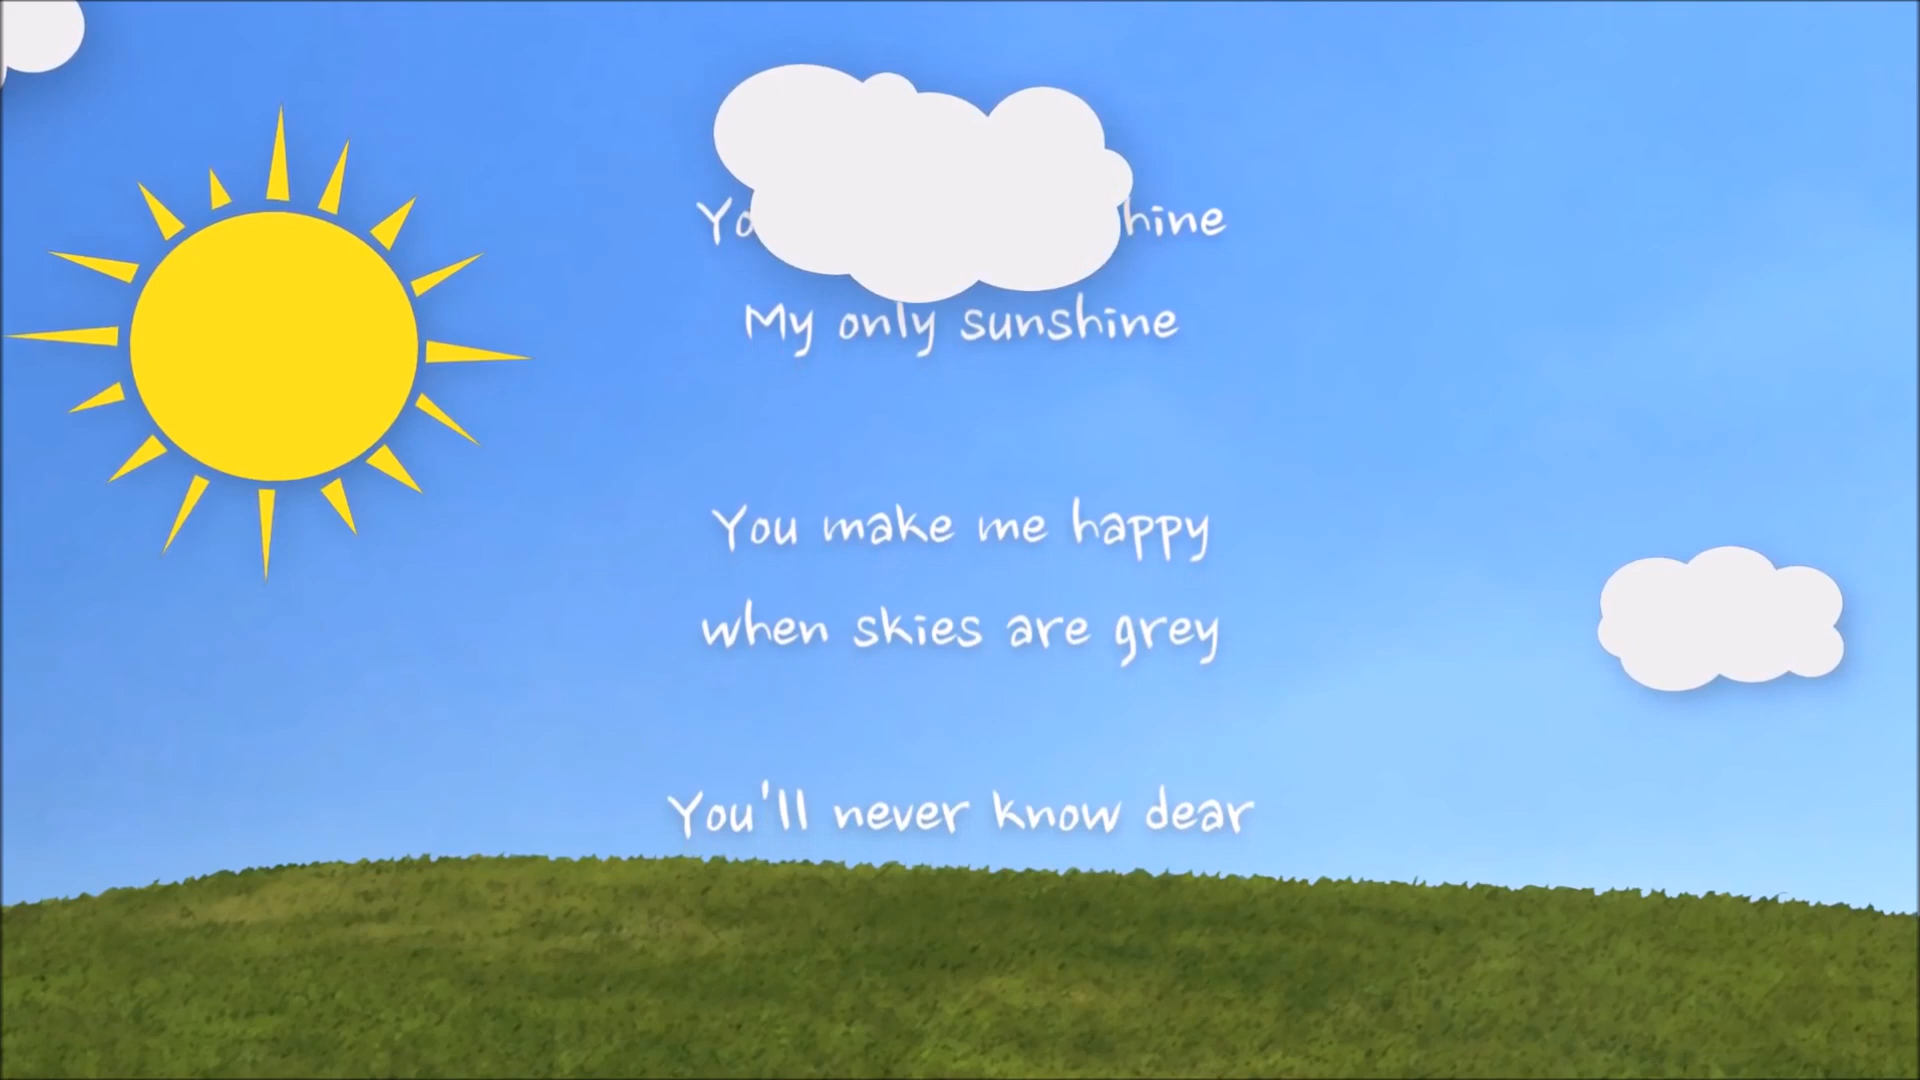 My only sunshine
You make me happy
when skies are grey
You'll never know dear